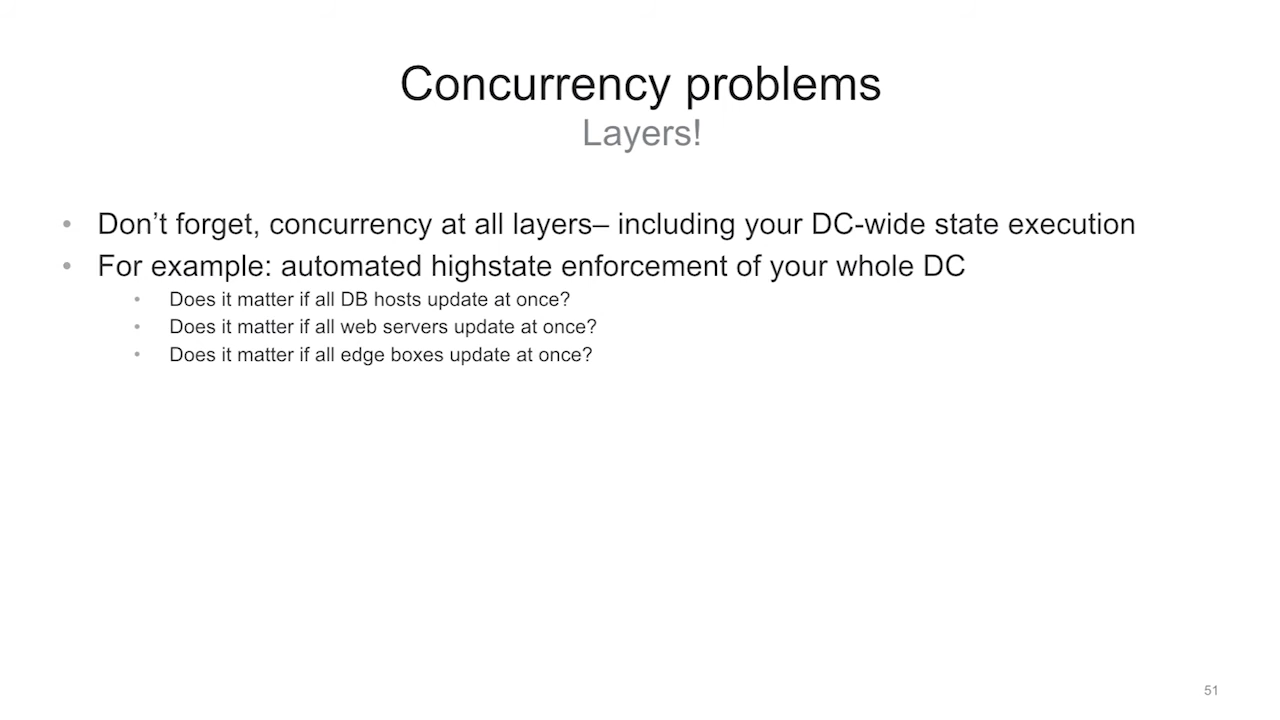 Concurrency problems
Layers!
• Don’t forget, concurrency at all layers– including your DC-wide state execution
• For example: automated highstate enforcement of your whole DC
• Does it matter if all DB hosts update at once?
• Does it matter if all web servers update at once?
• Does it matter if all edge boxes update at once?
51